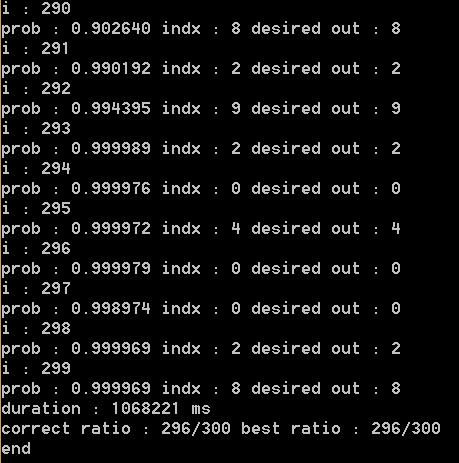 i : 290
prob : 0.902640 indx : 8 desired out : 8
i : 291
prob : 0.990192 indx : 2 desired out : 2
i : 292
prob : 0.994395 indx : 9 desired out : 9
i : 293
prob : 0.999989 indx : 2 desired out : 2
i : 294
prob : 0.999976 indx : 0 desired out : 0
i : 295
prob : 0.999972 indx : 4 desired out : 4
i : 296
prob : 0.999979 indx : 0 desired out : 0
i : 297
prob : 0.998974 indx : 0 desired out : 0
i : 298
prob : 0.999969 indx : 2 desired out : 2
i : 299
prob : 0.999969 indx : 8 desired out : 8
duration : 1068221 ms
correct ratio : 296/300 best ratio : 296/300
end